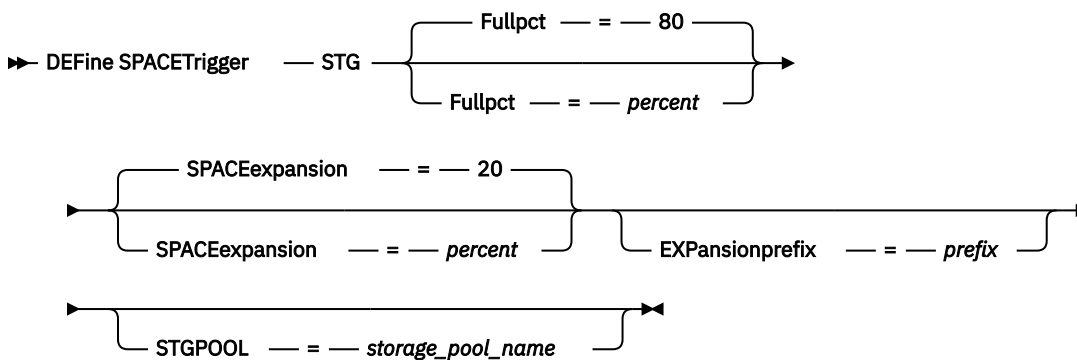 Fullpct = 80
DEFine SPACETrigger STG
Fullpct = percent
SPACEexpansion = 20
SPACEexpansion = percent
EXPansionprefix = prefix
STGPOOL = storage_pool_name